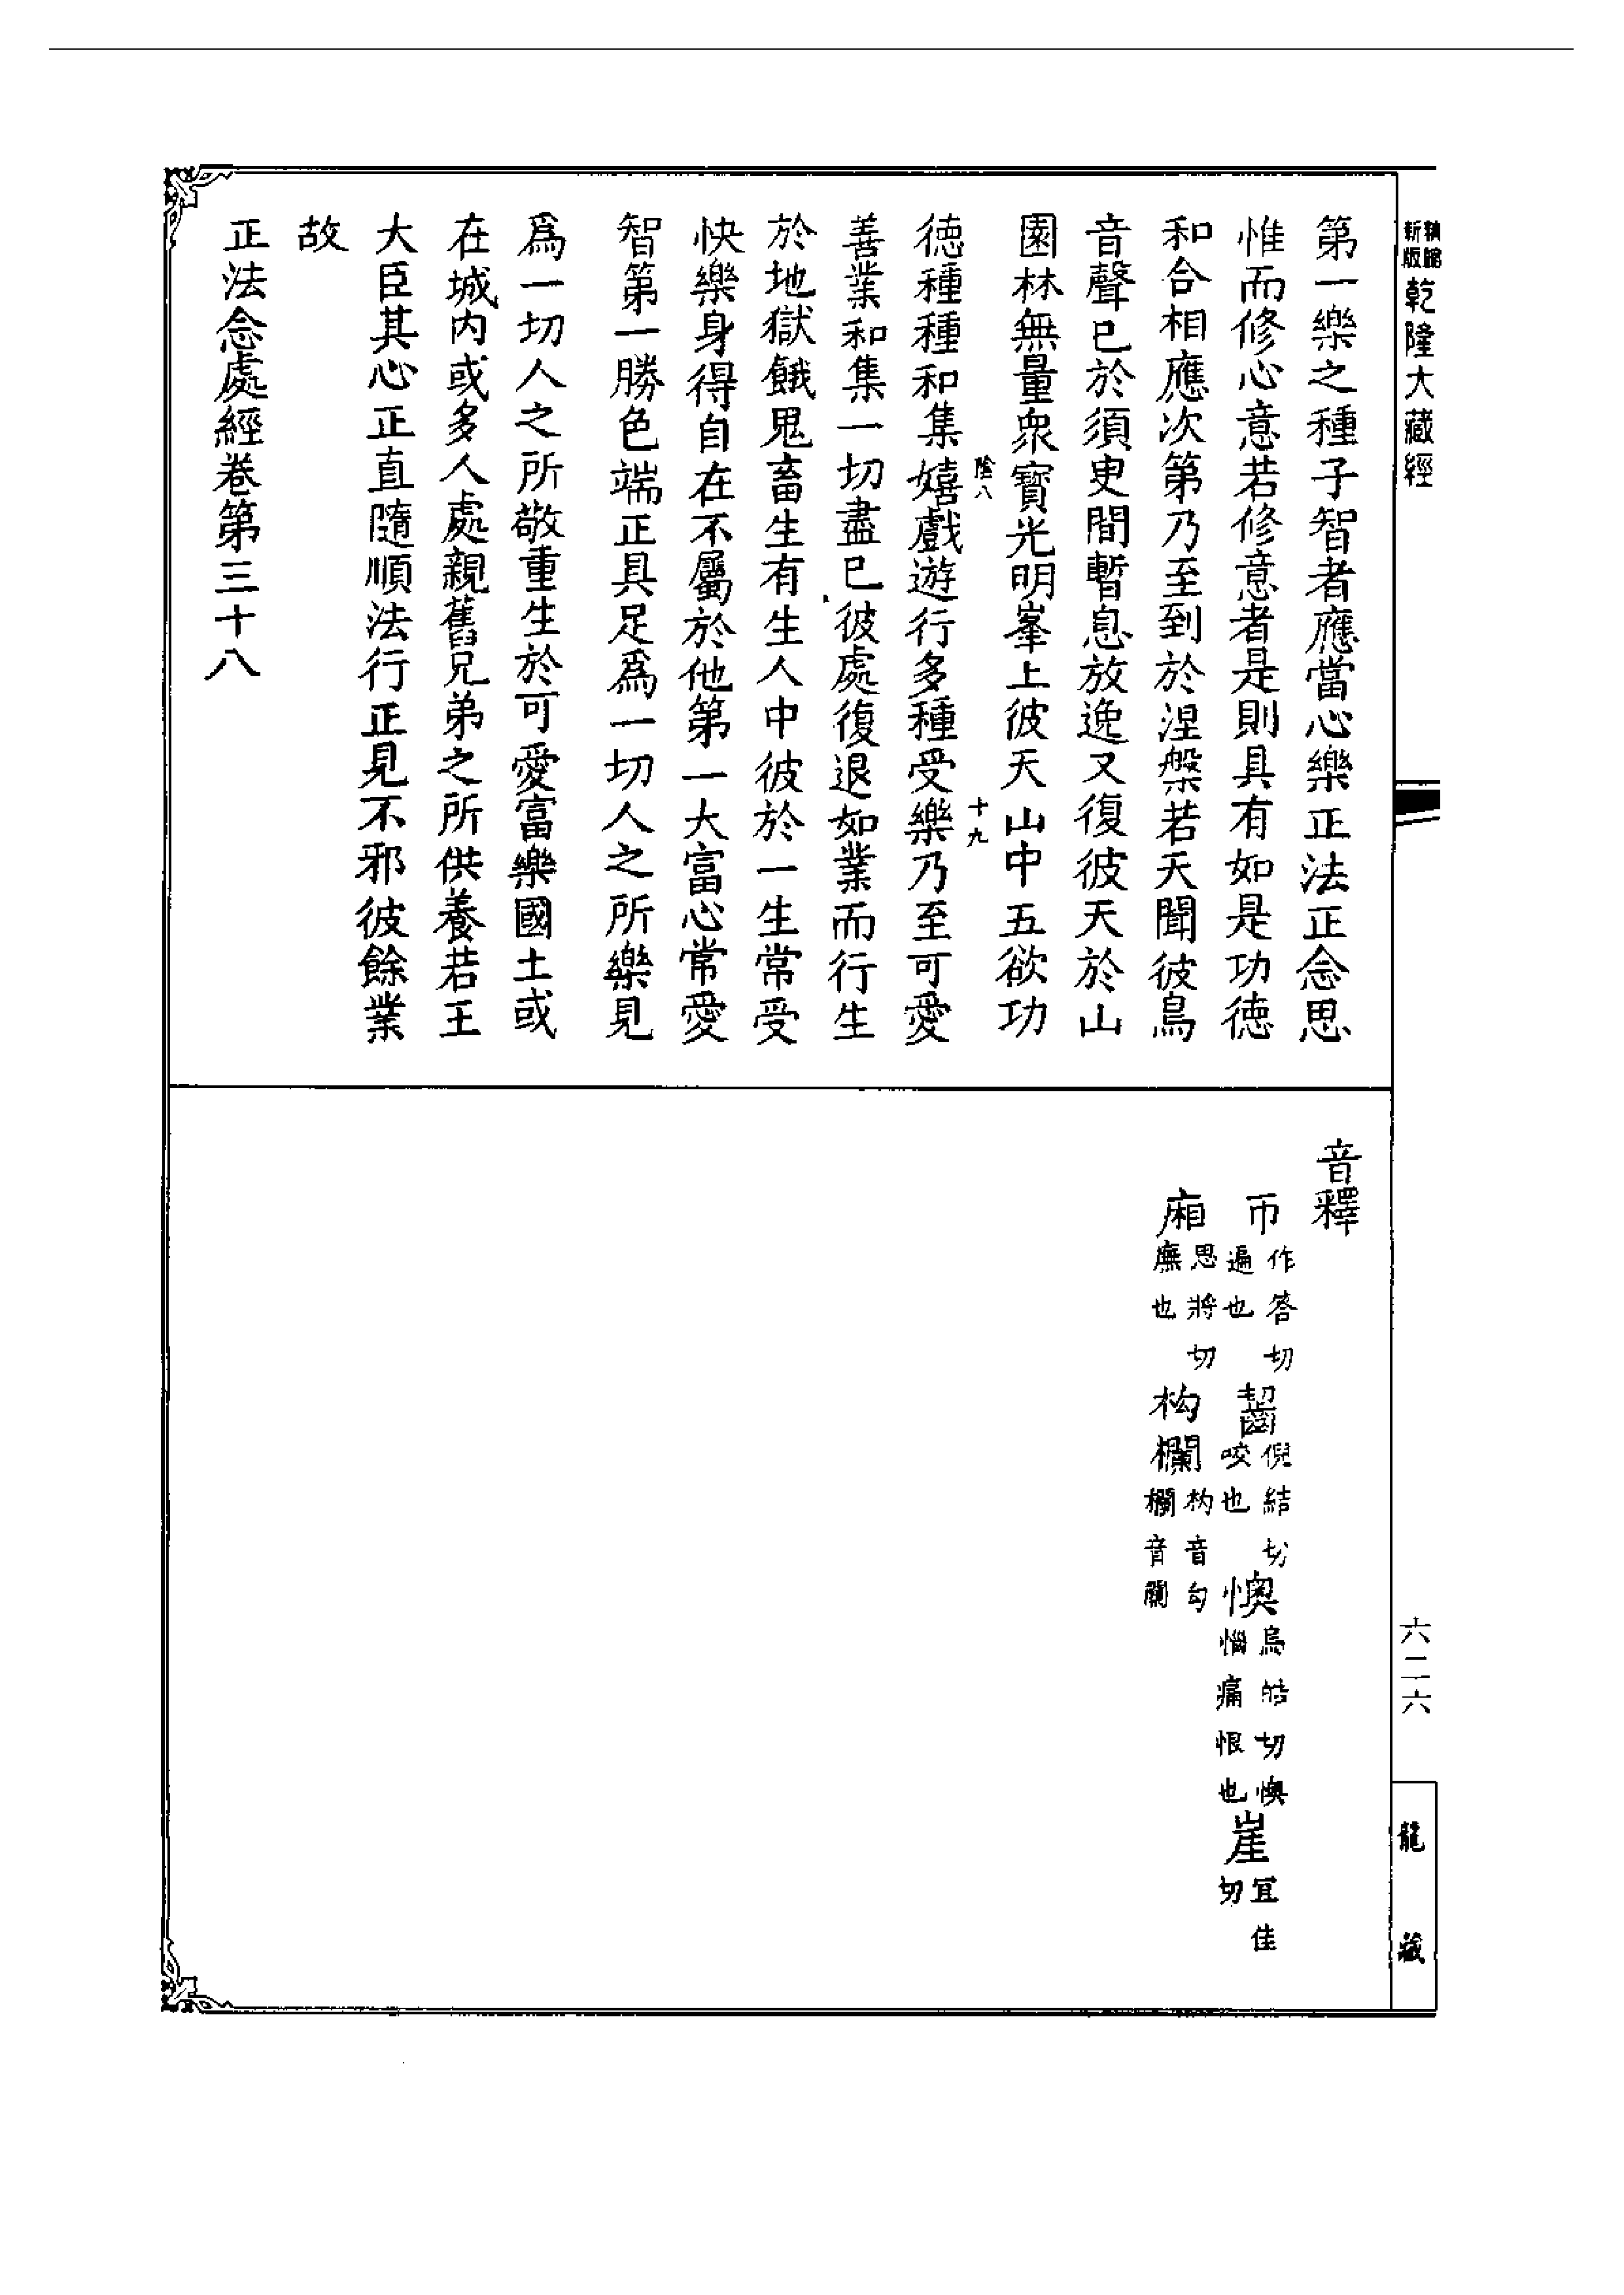 新版
乾隆大藏經
第一樂之種子智者應當心樂正法正念思
惟而修心意若修意者是則具有如是功德
和合相應次第乃至到於涅槃若天聞彼鳥
音聲已於須臾間暫息放逸又復彼天於山
園林無量衆寶光明峯上彼天山中五欲功
德種種和集嬉戲遊行多種受樂乃至可愛
善業和集一切盡已彼處復退如業而行生
於地獄餓鬼畜生有生人中彼於一生常受
快樂身得自在不屬於他第一大富心常愛
智第一勝色端正具足爲一切人之所樂見
爲一切人之所敬重生於可愛富樂國土或
在城內或多人處親舊兄弟之所供養若王
大臣其心正直隨順法行正見不邪彼餘業
故
正法念處經卷第三十八
十九
音釋
帀作答切遍也齧倪結切咬也懊烏皓切懊惱痛恨也崖宜佳切
廂思將切廡也枸欄枸音勾欄音闌
六二六
龍藏